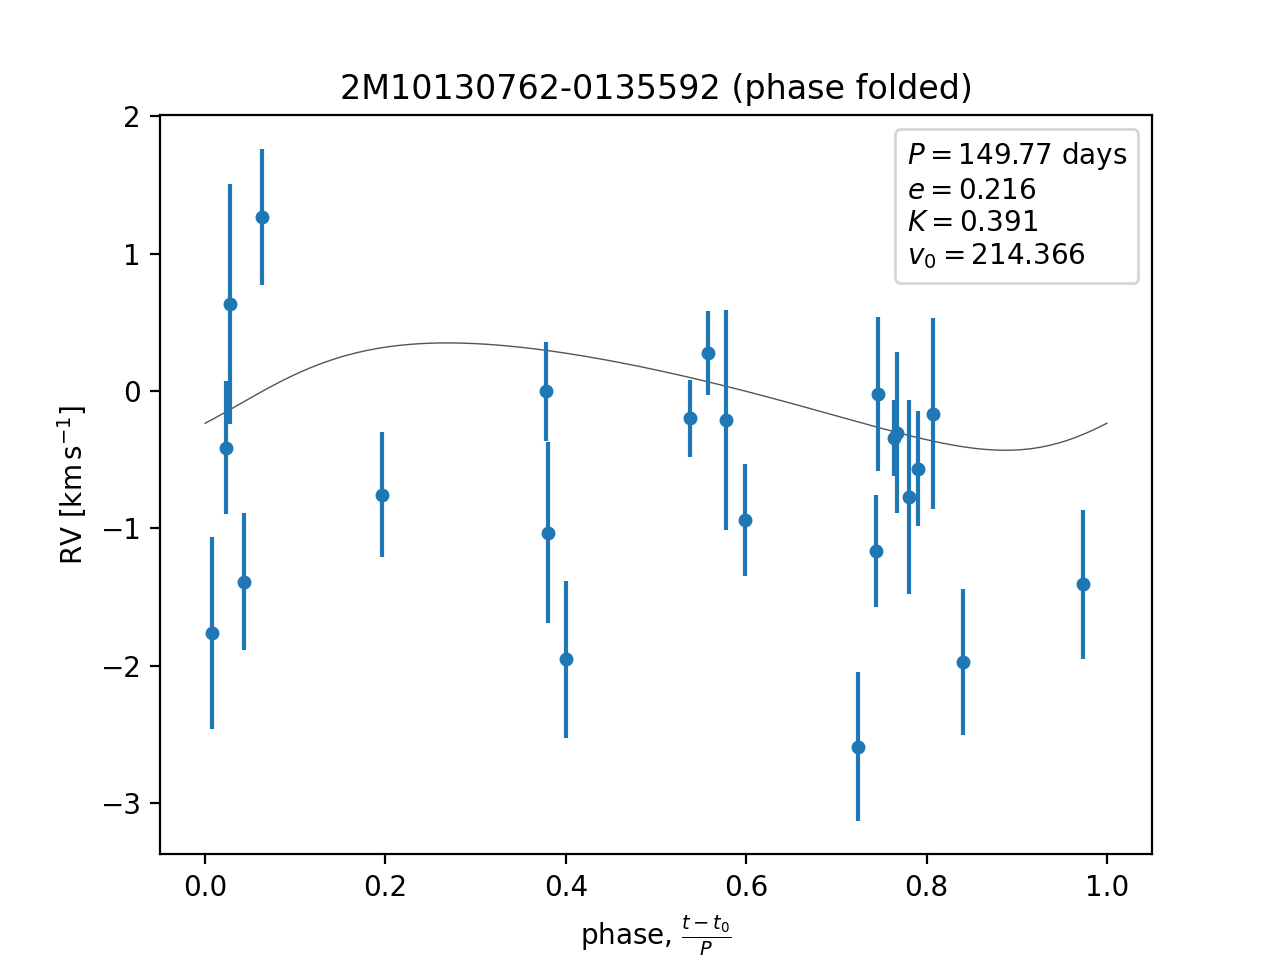 2M10130762-0135592 (phase folded)
P = 149.77 days
e = 0.216
K = 0.391
v₀ = 214.366
2
1
0
−1
−2
−3
RV [km s⁻¹]
0.0 0.2 0.4 0.6 0.8 1.0
phase, (t − t₀)/P